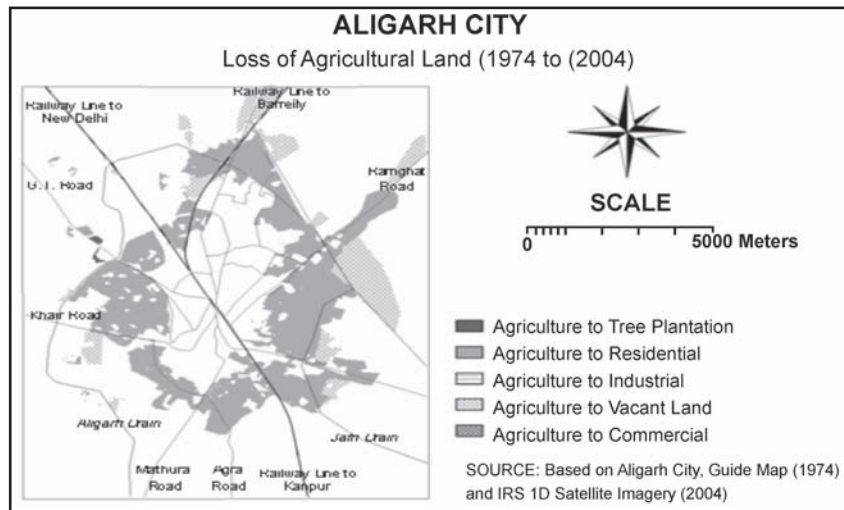 ALIGARH CITY
Loss of Agricultural Land (1974 to (2004)
Railway Line to
New Delhi
Railway Line to
Barreily
Ramghat
Road
G.T. Road
Khair Road
Aligarh Drain
Mathura
Road
Agra
Road
Railway Line to
Kanpur
Jafri Drain
SCALE
0
5000 Meters
Agriculture to Tree Plantation
Agriculture to Residential
Agriculture to Industrial
Agriculture to Vacant Land
Agriculture to Commercial
SOURCE: Based on Aligarh City, Guide Map (1974)
and IRS 1D Satellite Imagery (2004)